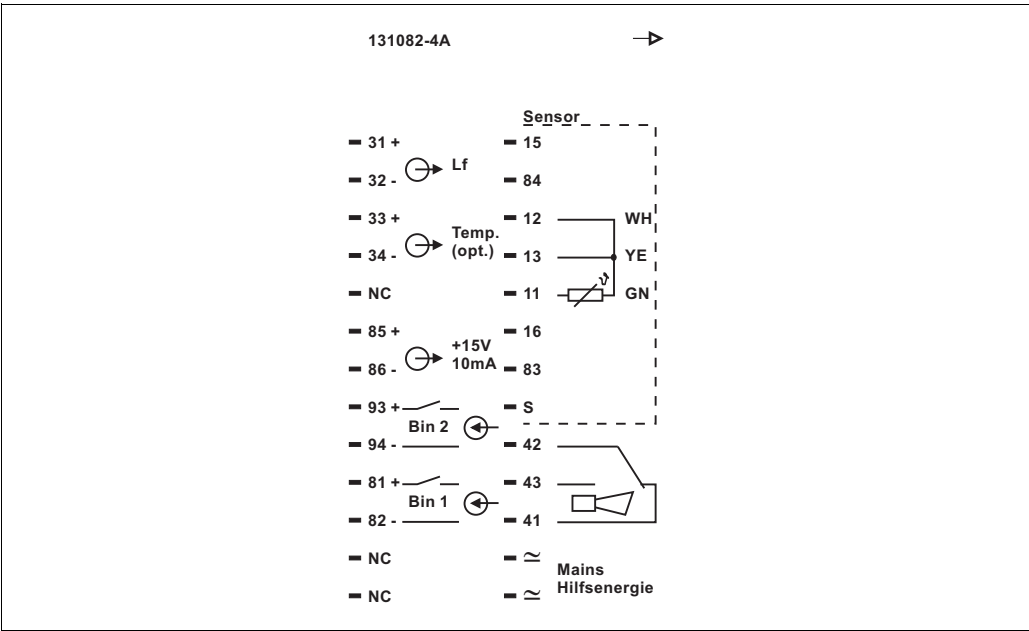 131082-4A
Sensor
31 +
Lf
32 -
33 +
Temp.
(opt.)
34 -
NC
85 +
+15V
10mA
86 -
93 +
Bin 2
94 -
81 +
Bin 1
82 -
NC
NC
15
84
12 WH
13 YE
11 ϑ GN
16
83
S
42
43
41
≃
Mains
Hilfsenergie
≃